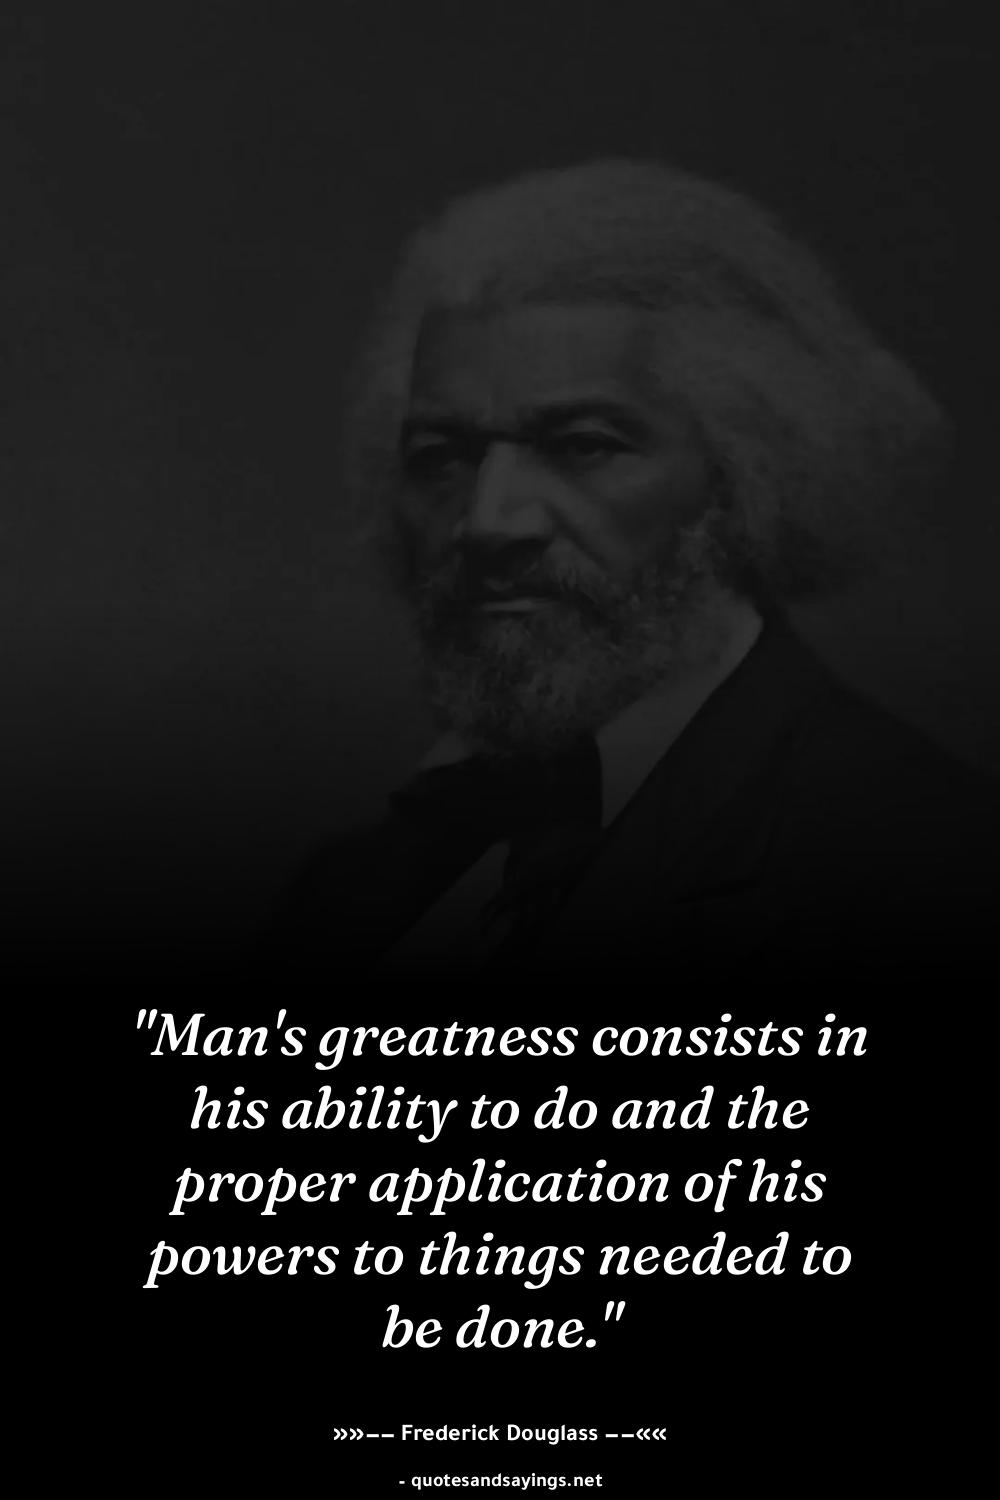 "Man's greatness consists in
his ability to do and the
proper application of his
powers to things needed to
be done."
»»–– Frederick Douglass ––««
- quotesandsayings.net